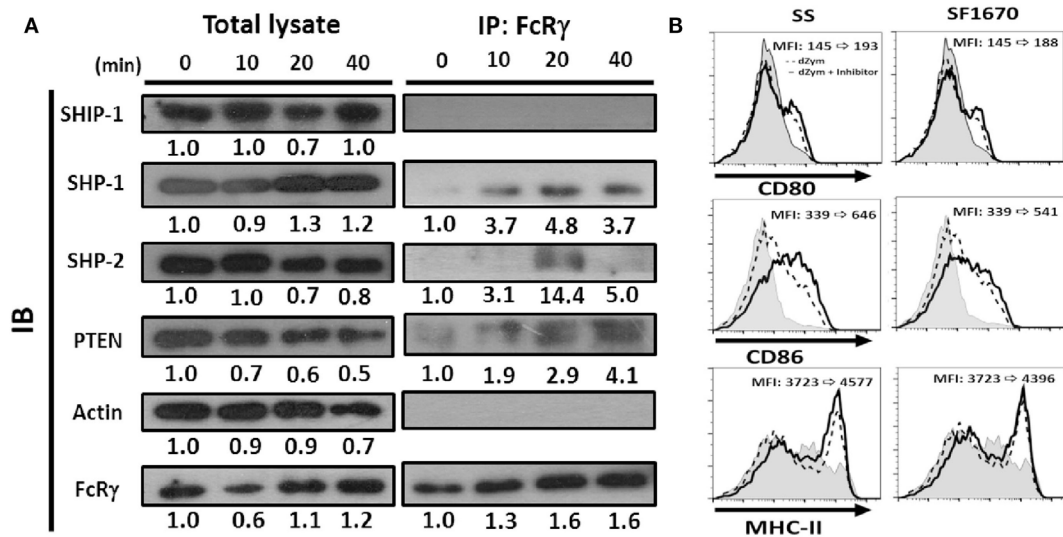 A
Total lysate
IP: FcRγ
(min)
0 10 20 40
0 10 20 40
IB
SHIP-1
1.0 1.0 0.7 1.0
SHP-1
1.0 0.9 1.3 1.2
1.0 3.7 4.8 3.7
SHP-2
1.0 1.0 0.7 0.8
1.0 3.1 14.4 5.0
PTEN
1.0 0.7 0.6 0.5
1.0 1.9 2.9 4.1
Actin
1.0 0.9 0.9 0.7
FcRγ
1.0 0.6 1.1 1.2
1.0 1.3 1.6 1.6
B
SS
SF1670
MFI: 145 ⇨ 193
dZym
dZym + Inhibitor
MFI: 145 ⇨ 188
CD80
MFI: 339 ⇨ 646
MFI: 339 ⇨ 541
CD86
MFI: 3723 ⇨ 4577
MFI: 3723 ⇨ 4396
MHC-II